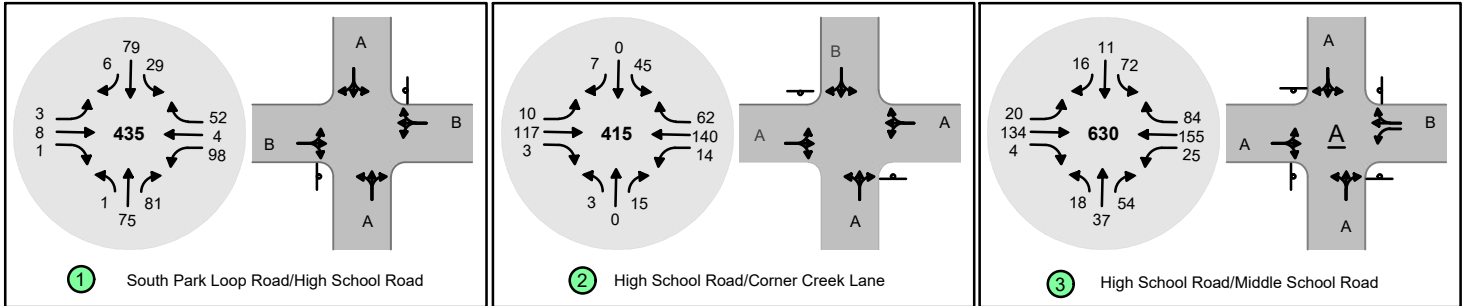 79
6 29
3
8
1
435
52
4
98
1 81
75
A
B
B
A
1 South Park Loop Road/High School Road
0
7 45
10
117
3
415
62
140
14
3 15
0
B
A
A
A
2 High School Road/Corner Creek Lane
11
16 72
20
134
4
630
84
155
25
18 54
37
A
B
A
A
A
3 High School Road/Middle School Road